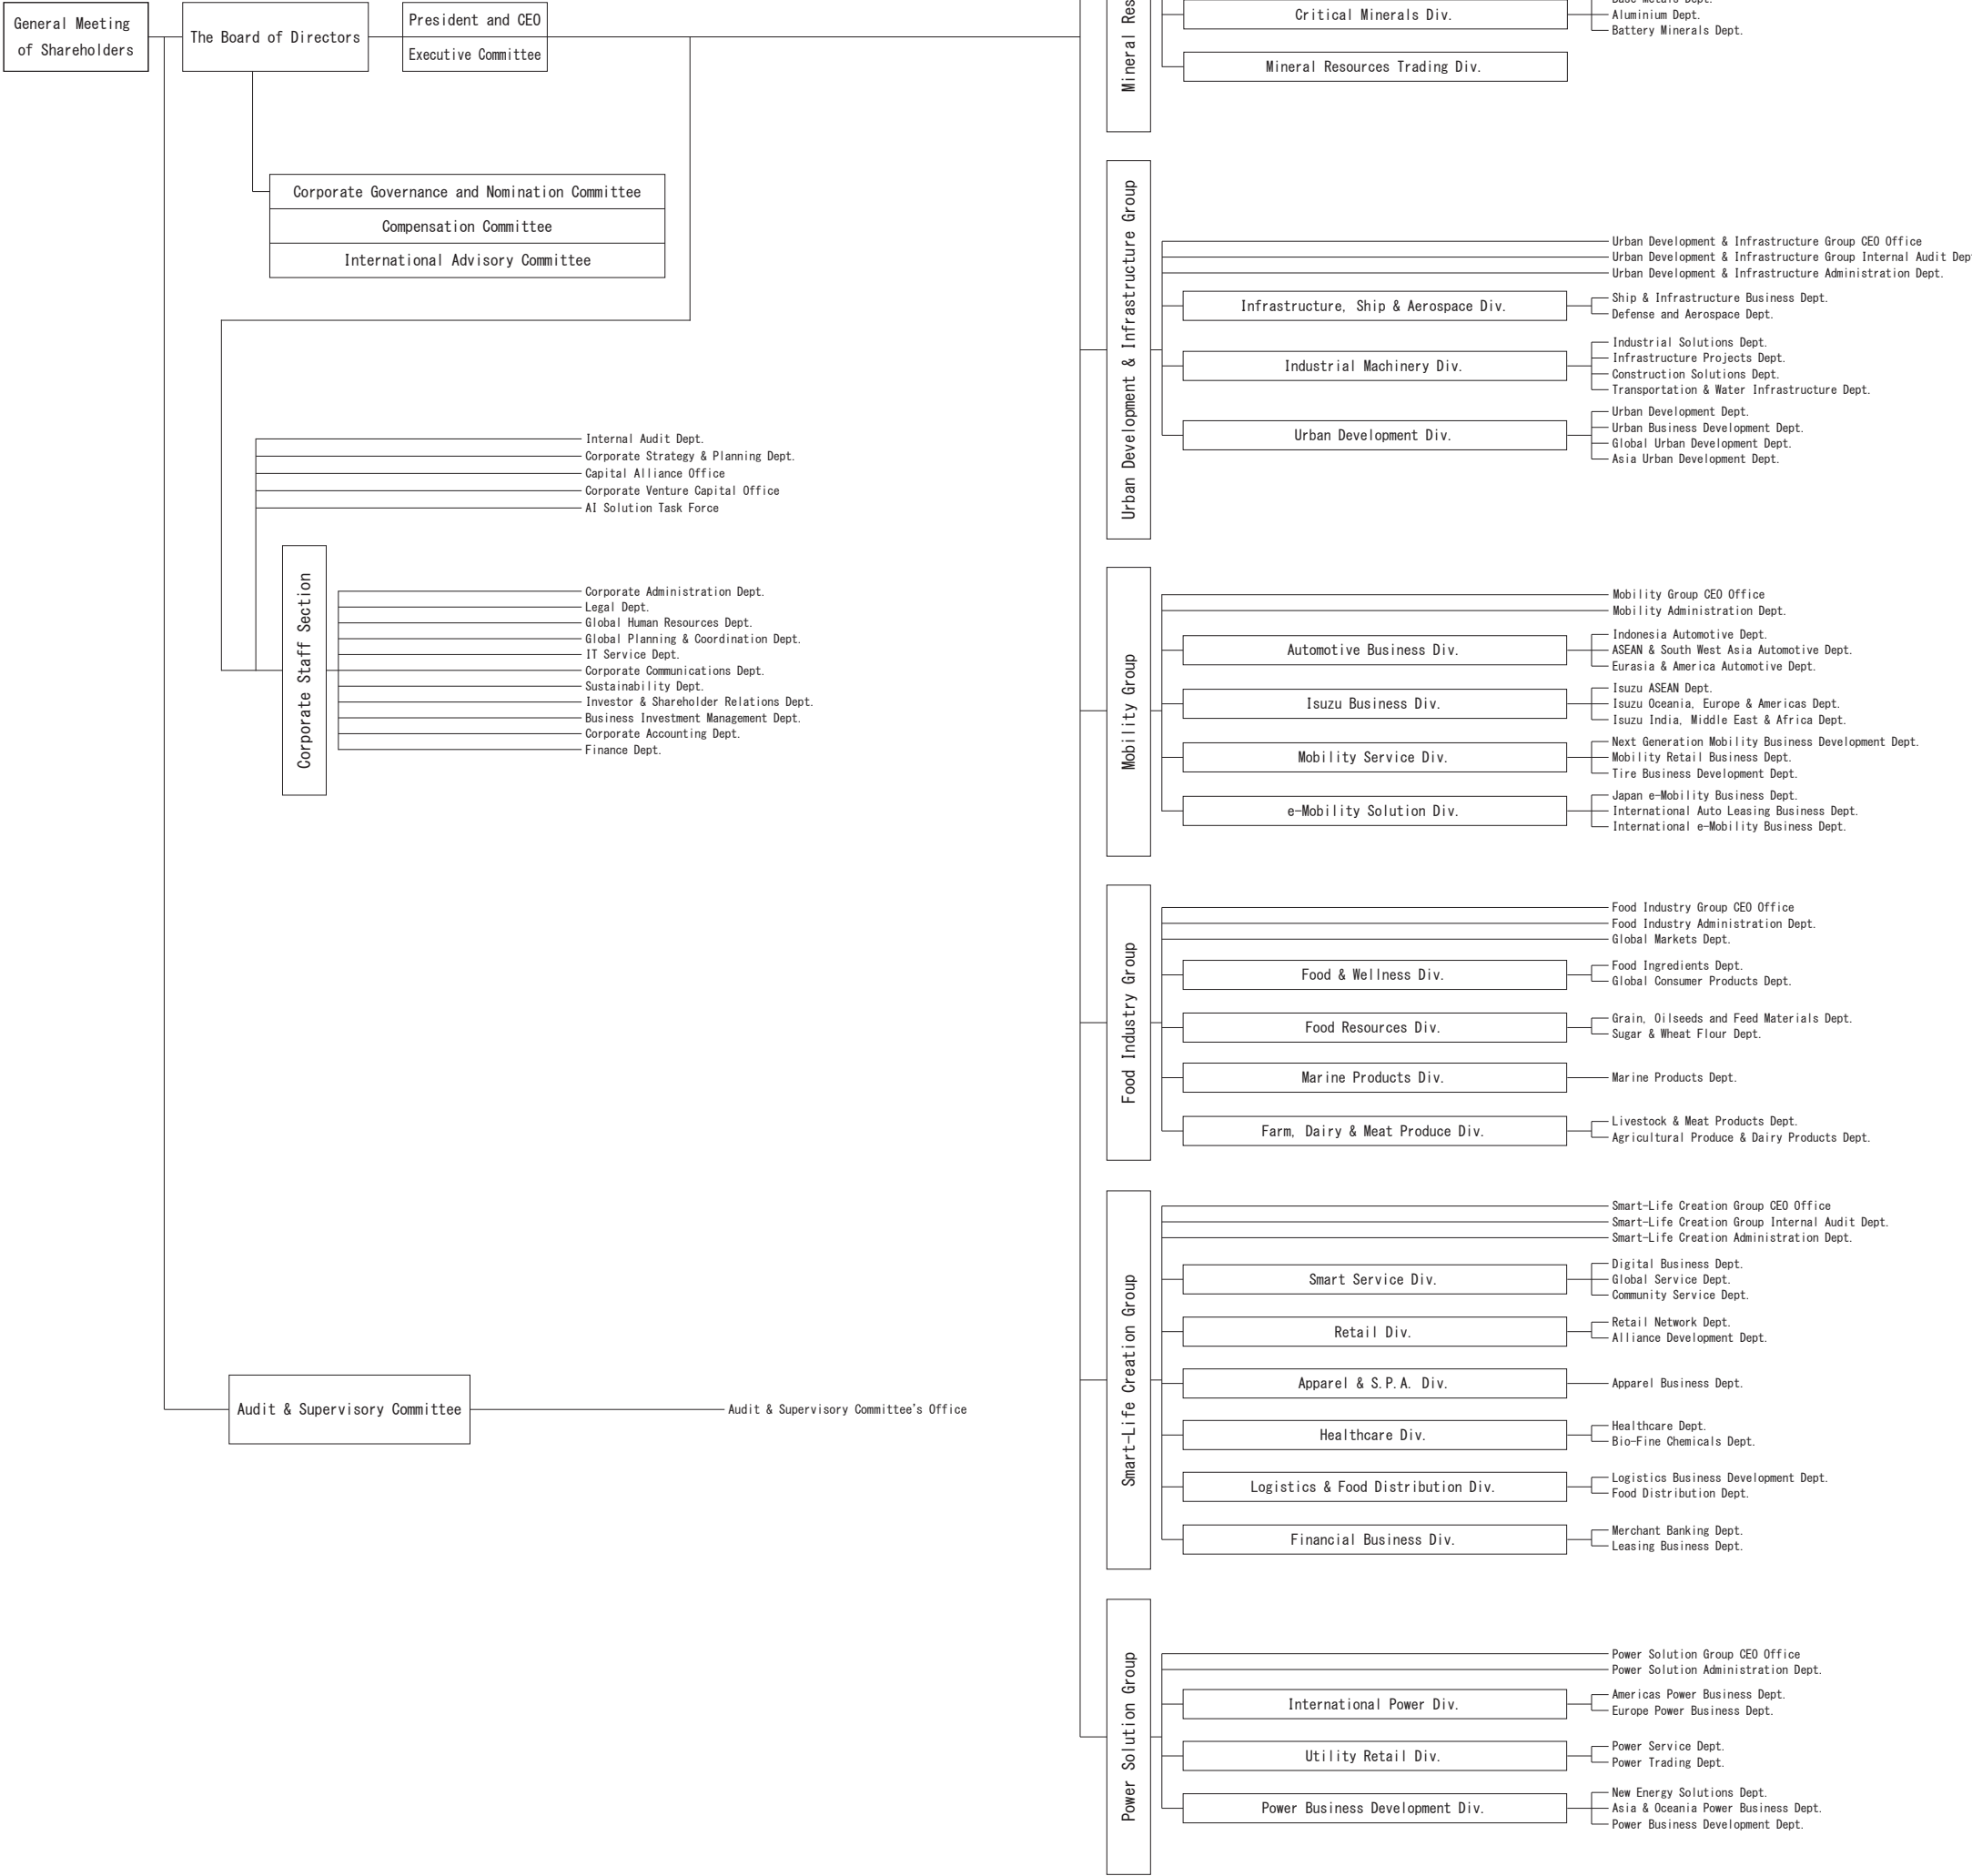 General Meeting
of Shareholders
The Board of Directors
President and CEO
Executive Committee
Corporate Governance and Nomination Committee
Compensation Committee
International Advisory Committee
Internal Audit Dept.
Corporate Strategy & Planning Dept.
Capital Alliance Office
Corporate Venture Capital Office
AI Solution Task Force
Corporate Staff Section
Corporate Administration Dept.
Legal Dept.
Global Human Resources Dept.
Global Planning & Coordination Dept.
IT Service Dept.
Corporate Communications Dept.
Sustainability Dept.
Investor & Shareholder Relations Dept.
Business Investment Management Dept.
Corporate Accounting Dept.
Finance Dept.
Audit & Supervisory Committee
Audit & Supervisory Committee's Office
Mineral Res
Critical Minerals Div.
Aluminium Dept.
Battery Minerals Dept.
Mineral Resources Trading Div.
Urban Development & Infrastructure Group
Urban Development & Infrastructure Group CEO Office
Urban Development & Infrastructure Group Internal Audit Dep
Urban Development & Infrastructure Administration Dept.
Infrastructure, Ship & Aerospace Div.
Ship & Infrastructure Business Dept.
Defense and Aerospace Dept.
Industrial Machinery Div.
Industrial Solutions Dept.
Infrastructure Projects Dept.
Construction Solutions Dept.
Transportation & Water Infrastructure Dept.
Urban Development Div.
Urban Development Dept.
Urban Business Development Dept.
Global Urban Development Dept.
Asia Urban Development Dept.
Mobility Group
Mobility Group CEO Office
Mobility Administration Dept.
Automotive Business Div.
Indonesia Automotive Dept.
ASEAN & South West Asia Automotive Dept.
Eurasia & America Automotive Dept.
Isuzu Business Div.
Isuzu ASEAN Dept.
Isuzu Oceania, Europe & Americas Dept.
Isuzu India, Middle East & Africa Dept.
Mobility Service Div.
Next Generation Mobility Business Development Dept.
Mobility Retail Business Dept.
Tire Business Development Dept.
e-Mobility Solution Div.
Japan e-Mobility Business Dept.
International Auto Leasing Business Dept.
International e-Mobility Business Dept.
Food Industry Group
Food Industry Group CEO Office
Food Industry Administration Dept.
Global Markets Dept.
Food & Wellness Div.
Food Ingredients Dept.
Global Consumer Products Dept.
Food Resources Div.
Grain, Oilseeds and Feed Materials Dept.
Sugar & Wheat Flour Dept.
Marine Products Div.
Marine Products Dept.
Farm, Dairy & Meat Produce Div.
Livestock & Meat Products Dept.
Agricultural Produce & Dairy Products Dept.
Smart-Life Creation Group
Smart-Life Creation Group CEO Office
Smart-Life Creation Group Internal Audit Dept.
Smart-Life Creation Administration Dept.
Smart Service Div.
Digital Business Dept.
Global Service Dept.
Community Service Dept.
Retail Div.
Retail Network Dept.
Alliance Development Dept.
Apparel & S.P.A. Div.
Apparel Business Dept.
Healthcare Div.
Healthcare Dept.
Bio-Fine Chemicals Dept.
Logistics & Food Distribution Div.
Logistics Business Development Dept.
Food Distribution Dept.
Financial Business Div.
Merchant Banking Dept.
Leasing Business Dept.
Power Solution Group
Power Solution Group CEO Office
Power Solution Administration Dept.
International Power Div.
Americas Power Business Dept.
Europe Power Business Dept.
Utility Retail Div.
Power Service Dept.
Power Trading Dept.
Power Business Development Div.
New Energy Solutions Dept.
Asia & Oceania Power Business Dept.
Power Business Development Dept.